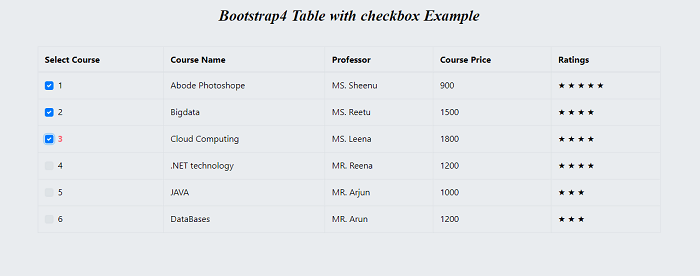 Bootstrap4 Table with checkbox Example
Select Course Course Name Professor Course Price Ratings
1 Abode Photoshope MS. Sheenu 900 ★ ★ ★ ★ ★
2 Bigdata MS. Reetu 1500 ★ ★ ★ ★
3 Cloud Computing MS. Leena 1800 ★ ★ ★ ★
4 .NET technology MR. Reena 1200 ★ ★ ★ ★
5 JAVA MR. Arjun 1000 ★ ★ ★
6 DataBases MR. Arun 1200 ★ ★ ★